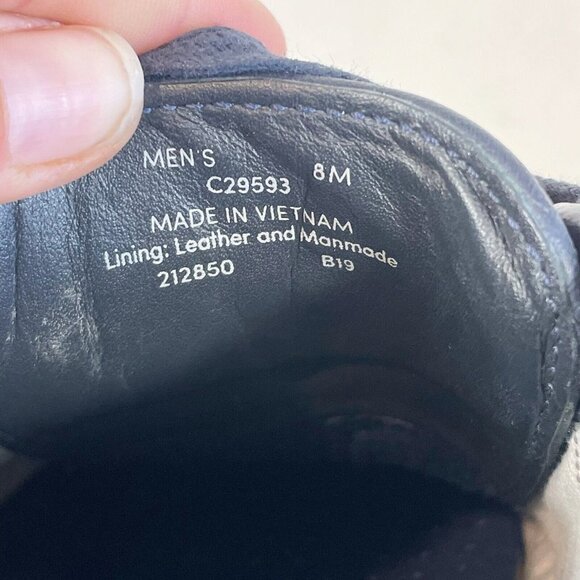 MEN'S 8M
C29593
MADE IN VIETNAM
Lining: Leather and Manmade
212850 B19